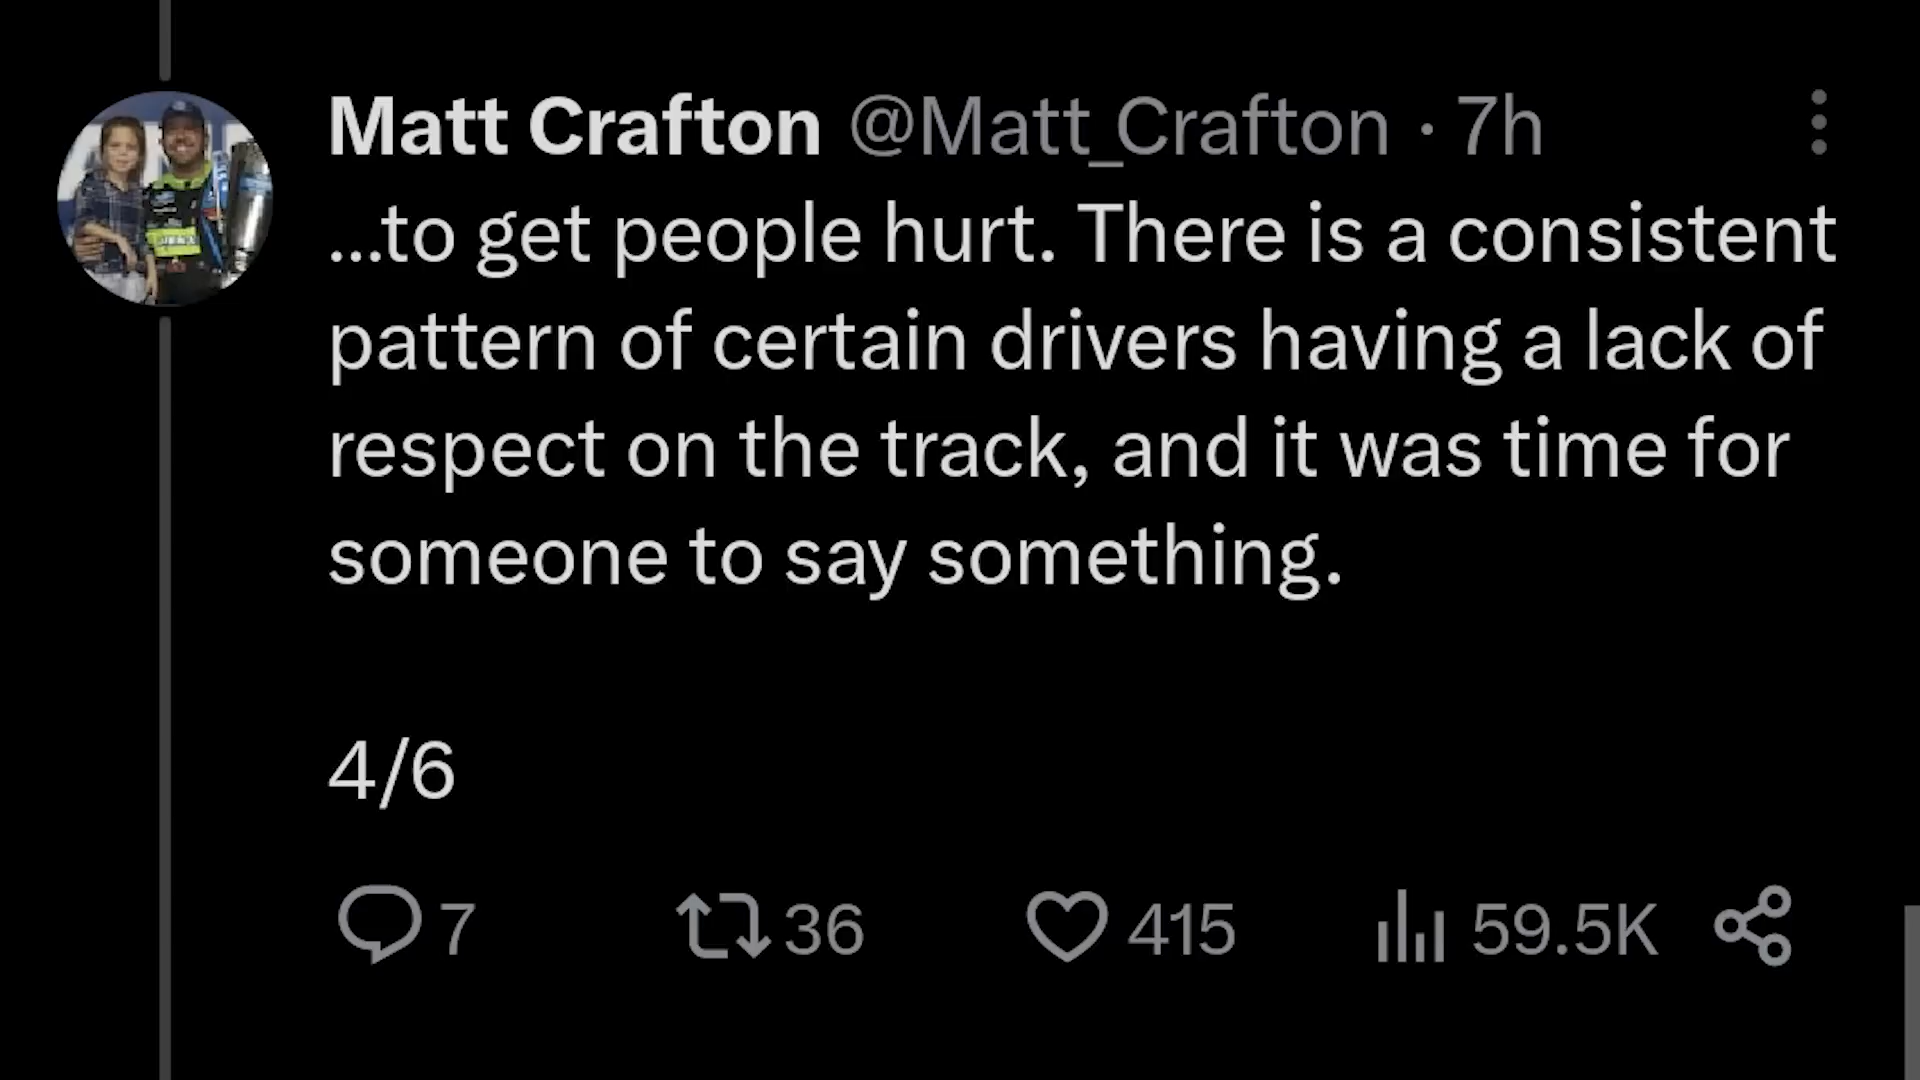 Matt Crafton @Matt_Crafton · 7h
...to get people hurt. There is a consistent
pattern of certain drivers having a lack of
respect on the track, and it was time for
someone to say something.
4/6
7 36 415 59.5K